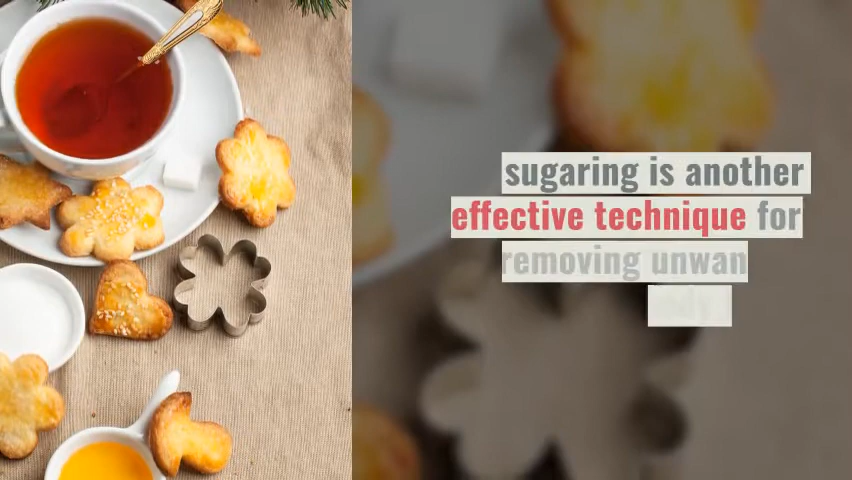 sugaring is another
effective technique for
removing unwan